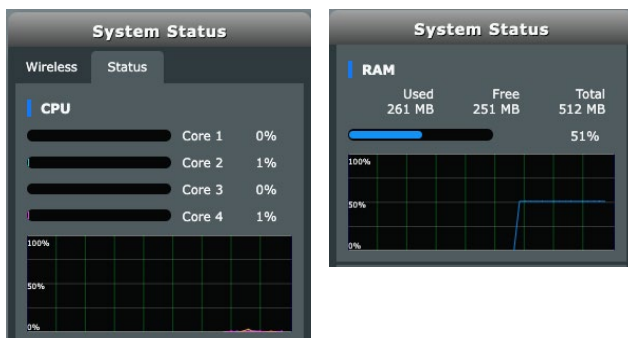 System Status
Wireless Status
CPU
Core 1 0%
Core 2 1%
Core 3 0%
Core 4 1%
100%
50%
0%
System Status
RAM
Used Free Total
261 MB 251 MB 512 MB
51%
100%
50%
0%